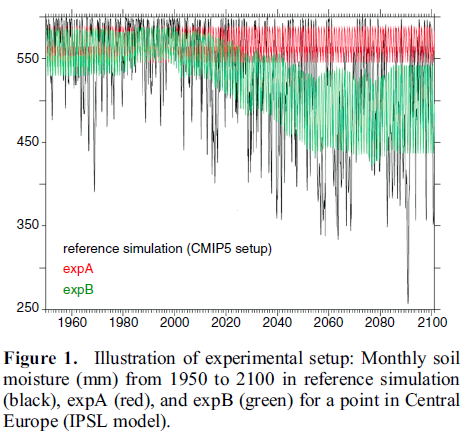 550
450
350
250
reference simulation (CMIP5 setup)
expA
expB
1960 1980 2000 2020 2040 2060 2080 2100
Figure 1. Illustration of experimental setup: Monthly soil
moisture (mm) from 1950 to 2100 in reference simulation
(black), expA (red), and expB (green) for a point in Central
Europe (IPSL model).